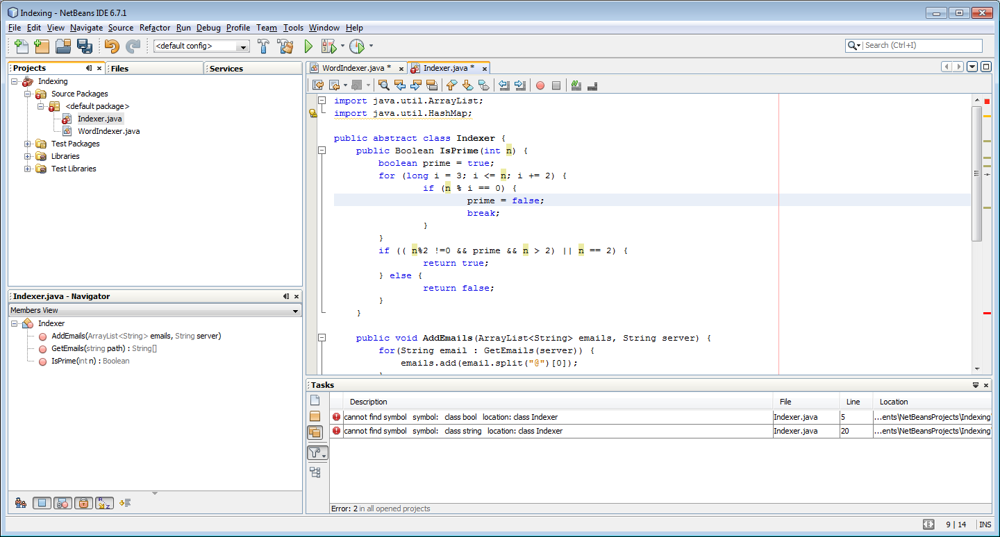 Indexing - NetBeans IDE 6.7.1
File Edit View Navigate Source Refactor Run Debug Profile Team Tools Window Help
<default config>
Search (Ctrl+I)
Projects
Files
Services
Indexing
Source Packages
<default package>
Indexer.java
WordIndexer.java
Test Packages
Libraries
Test Libraries
Indexer.java - Navigator
Members View
Indexer
AddEmails(ArrayList<String> emails, String server)
GetEmails(string path) : String[]
IsPrime(int n) : Boolean
WordIndexer.java *
Indexer.java *
import java.util.ArrayList;
import java.util.HashMap;
public abstract class Indexer {
public Boolean IsPrime(int n) {
boolean prime = true;
for (long i = 3; i <= n; i += 2) {
if (n % i == 0) {
prime = false;
break;
}
}
if (( n%2 !=0 && prime && n > 2) || n == 2) {
return true;
} else {
return false;
}
}
public void AddEmails(ArrayList<String> emails, String server) {
for(String email : GetEmails(server)) {
emails.add(email.split("@")[0]);
Tasks
Description File Line Location
cannot find symbol symbol: class bool location: class Indexer Indexer.java 5 ...ents\NetBeansProjects\Indexing
cannot find symbol symbol: class string location: class Indexer Indexer.java 20 ...ents\NetBeansProjects\Indexing
Error: 2 in all opened projects
9 | 14 INS